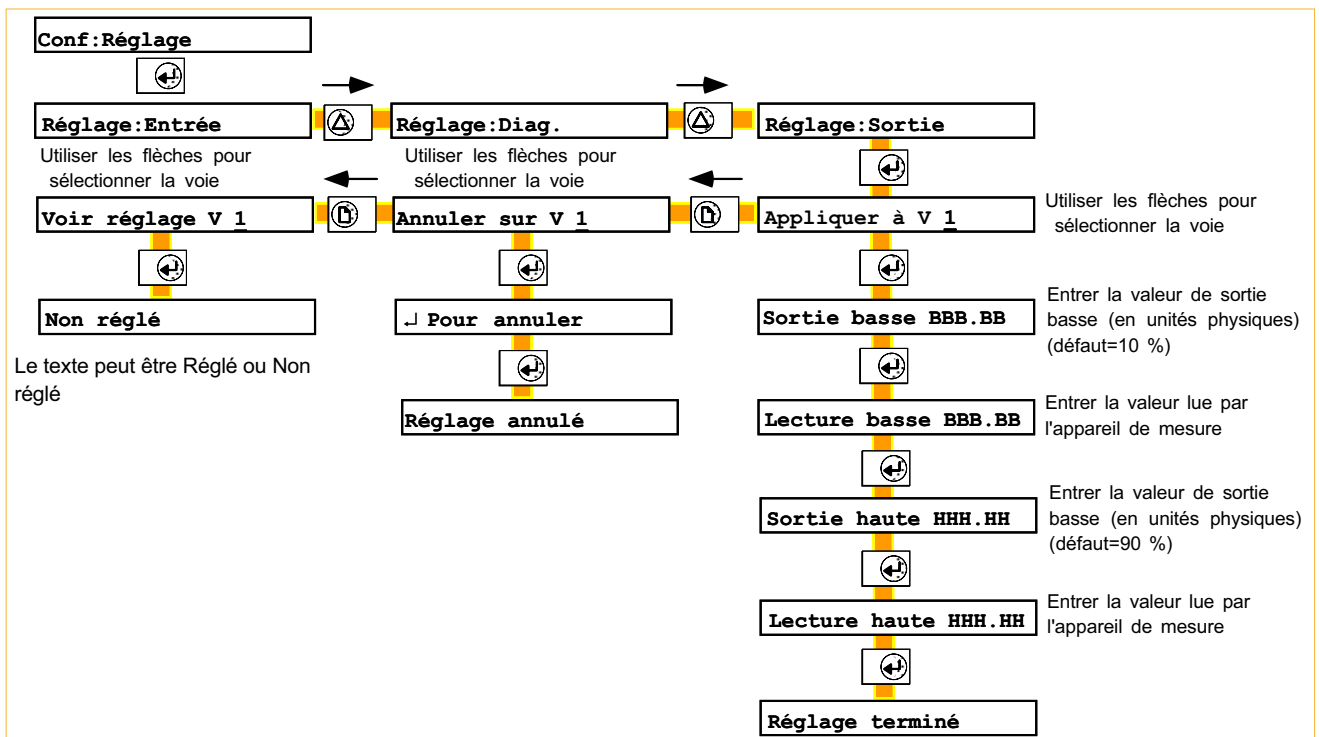 Conf:Réglage
Réglage:Entrée
Réglage:Diag.
Réglage:Sortie
Utiliser les flèches pour
sélectionner la voie
Utiliser les flèches pour
sélectionner la voie
Voir réglage V 1
Annuler sur V 1
Appliquer à V 1
Utiliser les flèches pour
sélectionner la voie
Non réglé
Le texte peut être Réglé ou Non
réglé
↵ Pour annuler
Réglage annulé
Sortie basse BBB.BB
Entrer la valeur de sortie
basse (en unités physiques)
(défaut=10 %)
Lecture basse BBB.BB
Entrer la valeur lue par
l'appareil de mesure
Sortie haute HHH.HH
Entrer la valeur de sortie
basse (en unités physiques)
(défaut=90 %)
Lecture haute HHH.HH
Entrer la valeur lue par
l'appareil de mesure
Réglage terminé